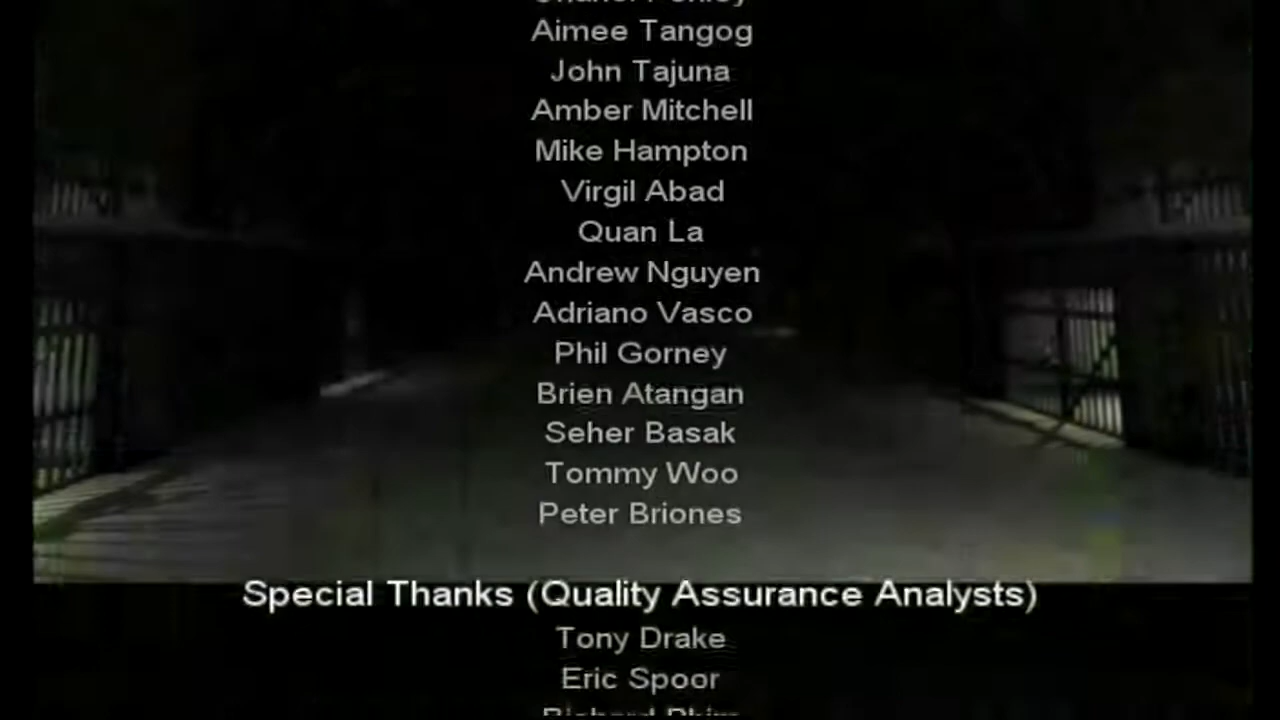 Aimee Tangog
John Tajuna
Amber Mitchell
Mike Hampton
Virgil Abad
Quan La
Andrew Nguyen
Adriano Vasco
Phil Gorney
Brien Atangan
Seher Basak
Tommy Woo
Peter Briones
Special Thanks (Quality Assurance Analysts)
Tony Drake
Eric Spoor